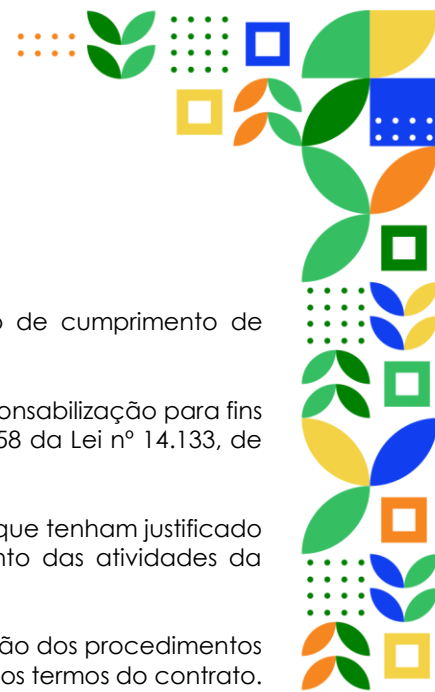 de cumprimento de
onsabilização para fins
58 da Lei nº 14.133, de
que tenham justificado
nto das atividades da
ão dos procedimentos
os termos do contrato.